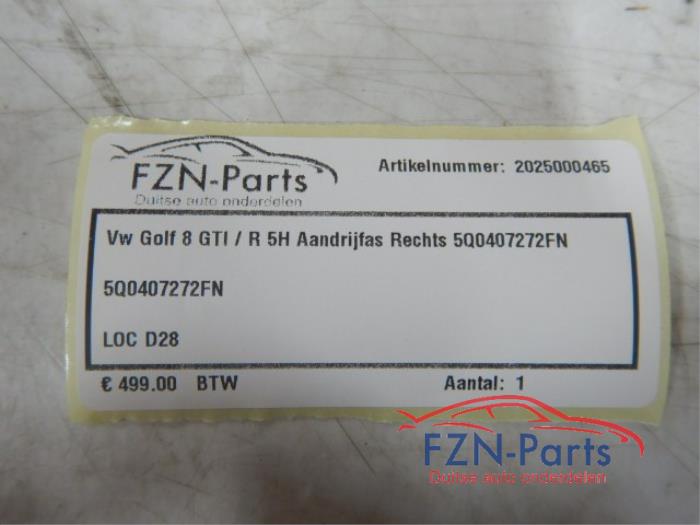 FZN-Parts
Duitse auto onderdelen
Artikelnummer: 2025000465
Vw Golf 8 GTI / R 5H Aandrijfas Rechts 5Q0407272FN
5Q0407272FN
LOC D28
€ 499.00 BTW
Aantal: 1
FZN-Parts
Duitse auto onderdelen